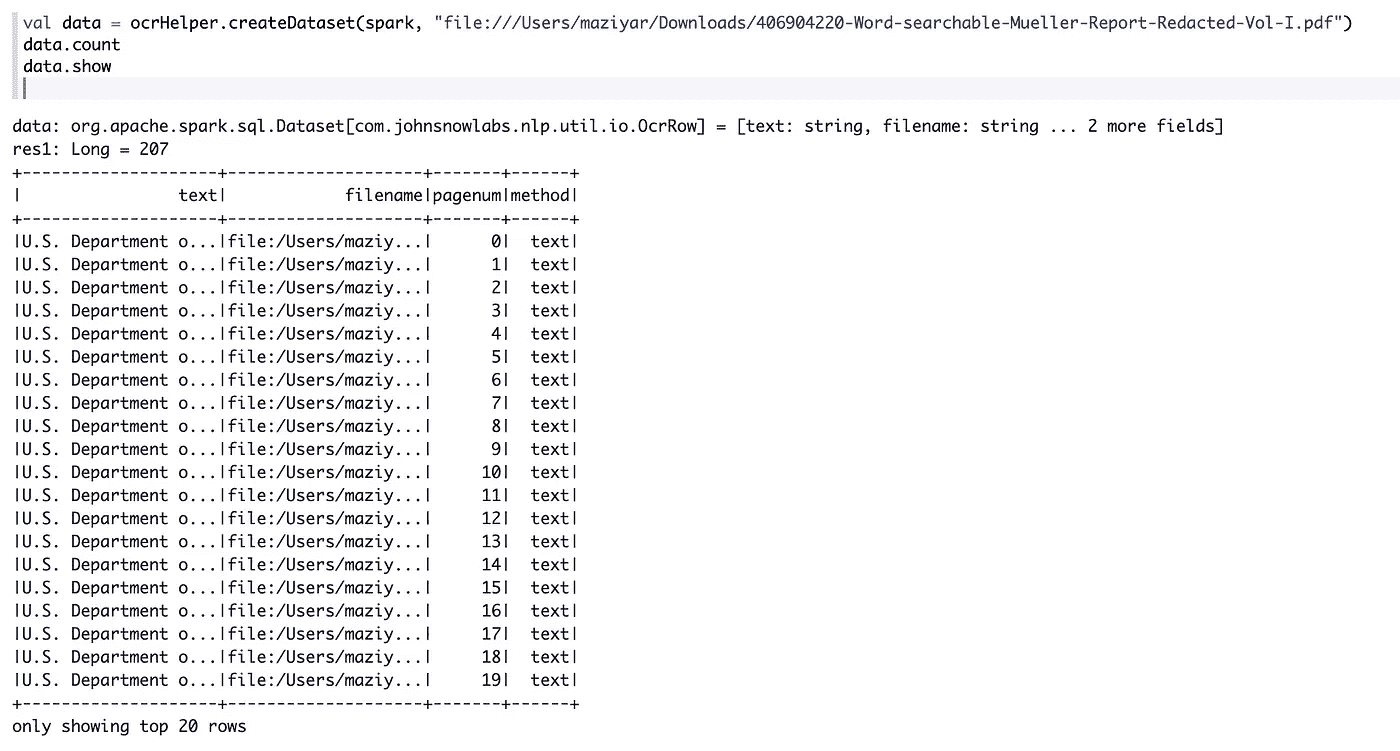 val data = ocrHelper.createDataset(spark, "file:///Users/maziyar/Downloads/406904220-Word-searchable-Mueller-Report-Redacted-Vol-I.pdf")
data.count
data.show
data: org.apache.spark.sql.Dataset[com.johnsnowlabs.nlp.util.io.OcrRow] = [text: string, filename: string ... 2 more fields]
res1: Long = 207
+--------------------+--------------------+-------+------+
|                text|            filename|pagenum|method|
+--------------------+--------------------+-------+------+
|U.S. Department o...|file:/Users/maziy...|      0|  text|
|U.S. Department o...|file:/Users/maziy...|      1|  text|
|U.S. Department o...|file:/Users/maziy...|      2|  text|
|U.S. Department o...|file:/Users/maziy...|      3|  text|
|U.S. Department o...|file:/Users/maziy...|      4|  text|
|U.S. Department o...|file:/Users/maziy...|      5|  text|
|U.S. Department o...|file:/Users/maziy...|      6|  text|
|U.S. Department o...|file:/Users/maziy...|      7|  text|
|U.S. Department o...|file:/Users/maziy...|      8|  text|
|U.S. Department o...|file:/Users/maziy...|      9|  text|
|U.S. Department o...|file:/Users/maziy...|     10|  text|
|U.S. Department o...|file:/Users/maziy...|     11|  text|
|U.S. Department o...|file:/Users/maziy...|     12|  text|
|U.S. Department o...|file:/Users/maziy...|     13|  text|
|U.S. Department o...|file:/Users/maziy...|     14|  text|
|U.S. Department o...|file:/Users/maziy...|     15|  text|
|U.S. Department o...|file:/Users/maziy...|     16|  text|
|U.S. Department o...|file:/Users/maziy...|     17|  text|
|U.S. Department o...|file:/Users/maziy...|     18|  text|
|U.S. Department o...|file:/Users/maziy...|     19|  text|
+--------------------+--------------------+-------+------+
only showing top 20 rows